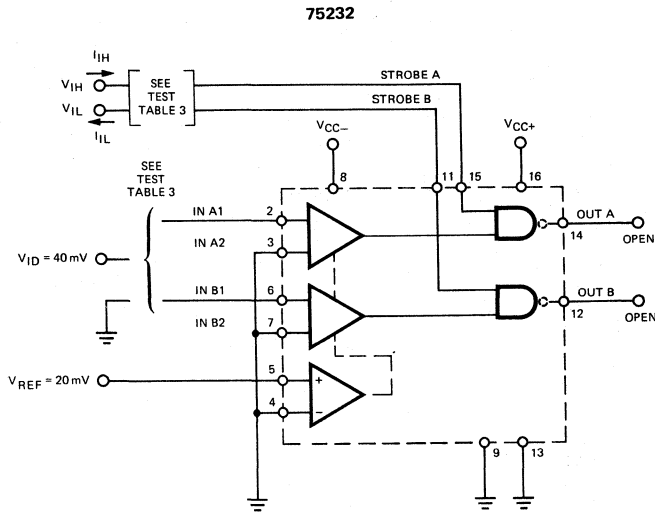 75232
I_IH
V_IH
V_IL
I_IL
SEE
TEST
TABLE 3
STROBE A
STROBE B
V_CC−
V_CC+
8
11
15
16
SEE
TEST
TABLE 3
IN A1
2
IN A2
3
V_ID = 40 mV
IN B1
6
IN B2
7
V_REF = 20 mV
5
+
4
−
OUT A
14
OPEN
OUT B
12
OPEN
9
13